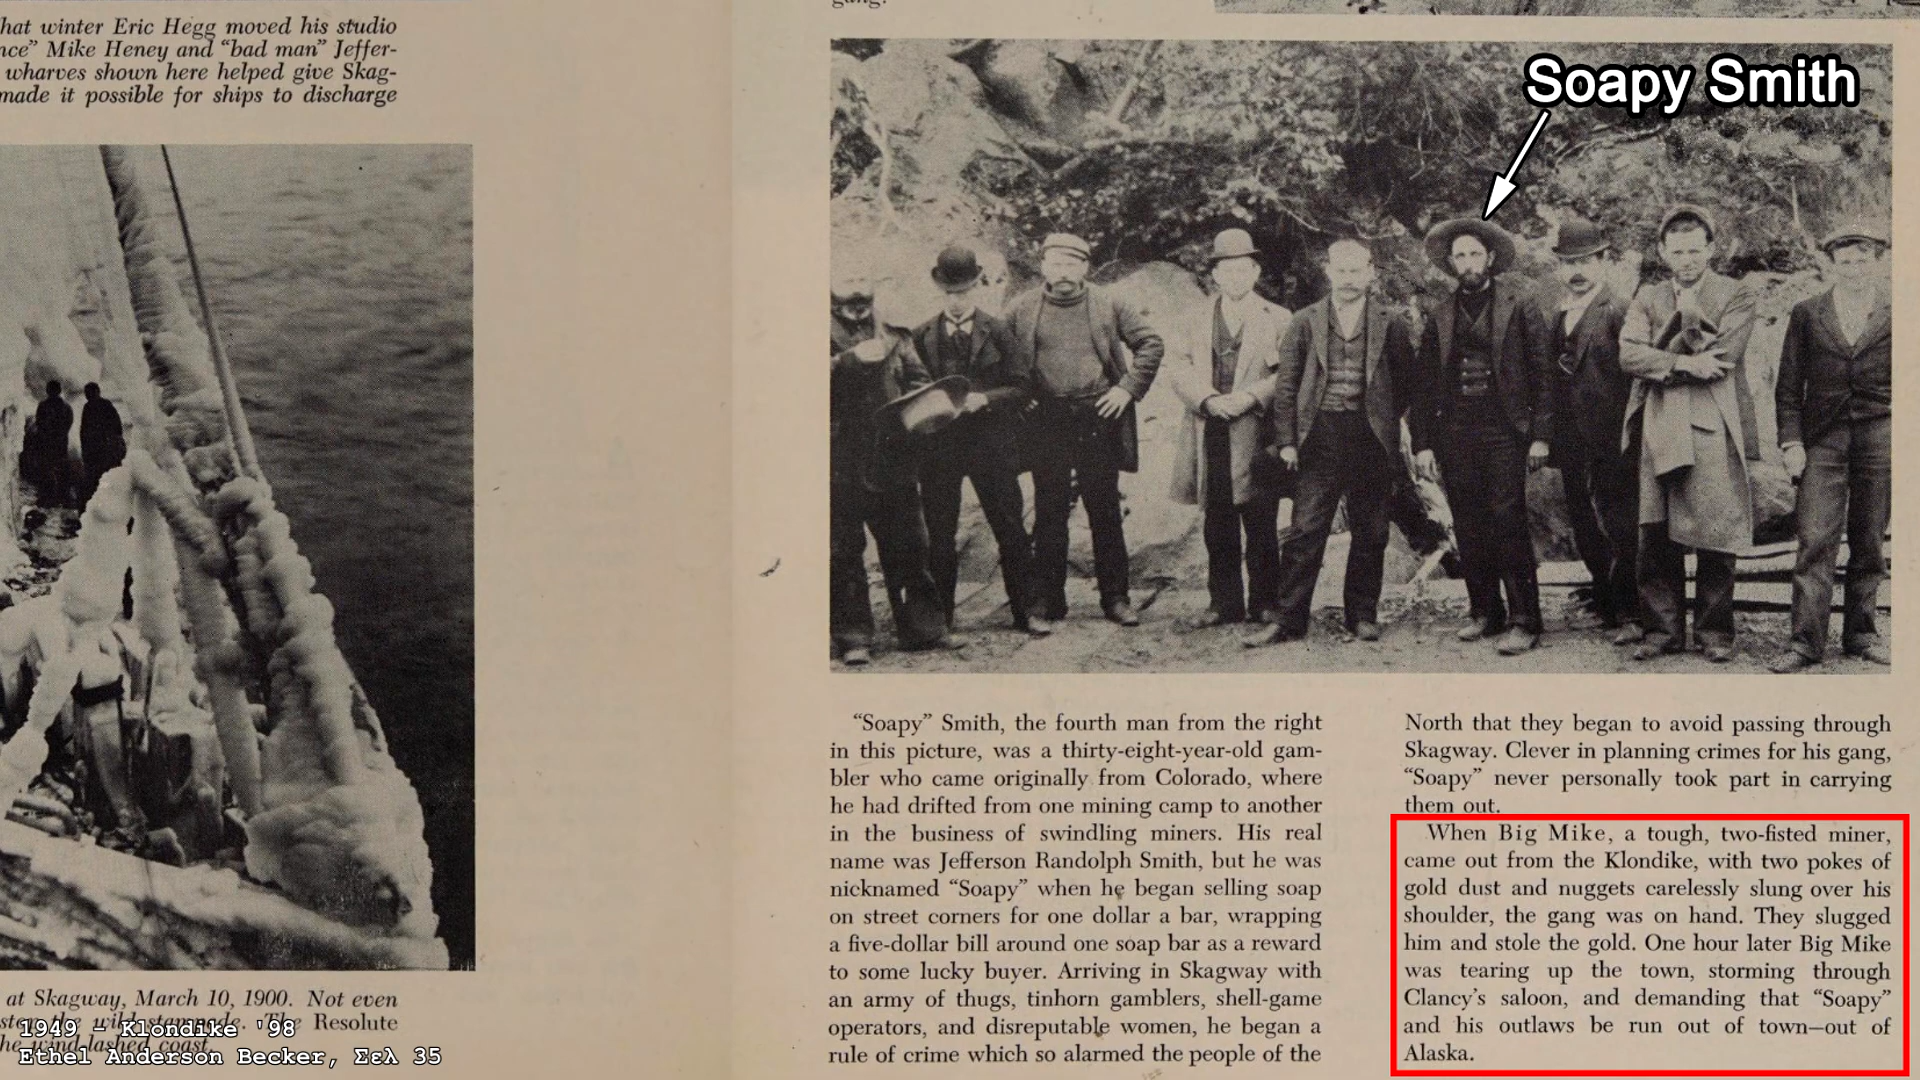 that winter Eric Hegg moved his studio
nce" Mike Heney and "bad man" Jeffer-
wharves shown here helped give Skag-
made it possible for ships to discharge
at Skagway, March 10, 1900. Not even
the wild stampede. The Resolute
wind-lashed coast.
1949 - Klondike '98
Ethel Anderson Becker, Σελ 35
gang.
Soapy Smith
"Soapy" Smith, the fourth man from the right
in this picture, was a thirty-eight-year-old gam-
bler who came originally from Colorado, where
he had drifted from one mining camp to another
in the business of swindling miners. His real
name was Jefferson Randolph Smith, but he was
nicknamed "Soapy" when he began selling soap
on street corners for one dollar a bar, wrapping
a five-dollar bill around one soap bar as a reward
to some lucky buyer. Arriving in Skagway with
an army of thugs, tinhorn gamblers, shell-game
operators, and disreputable women, he began a
rule of crime which so alarmed the people of the
North that they began to avoid passing through
Skagway. Clever in planning crimes for his gang,
"Soapy" never personally took part in carrying
them out.
When Big Mike, a tough, two-fisted miner,
came out from the Klondike, with two pokes of
gold dust and nuggets carelessly slung over his
shoulder, the gang was on hand. They slugged
him and stole the gold. One hour later Big Mike
was tearing up the town, storming through
Clancy's saloon, and demanding that "Soapy"
and his outlaws be run out of town—out of
Alaska.